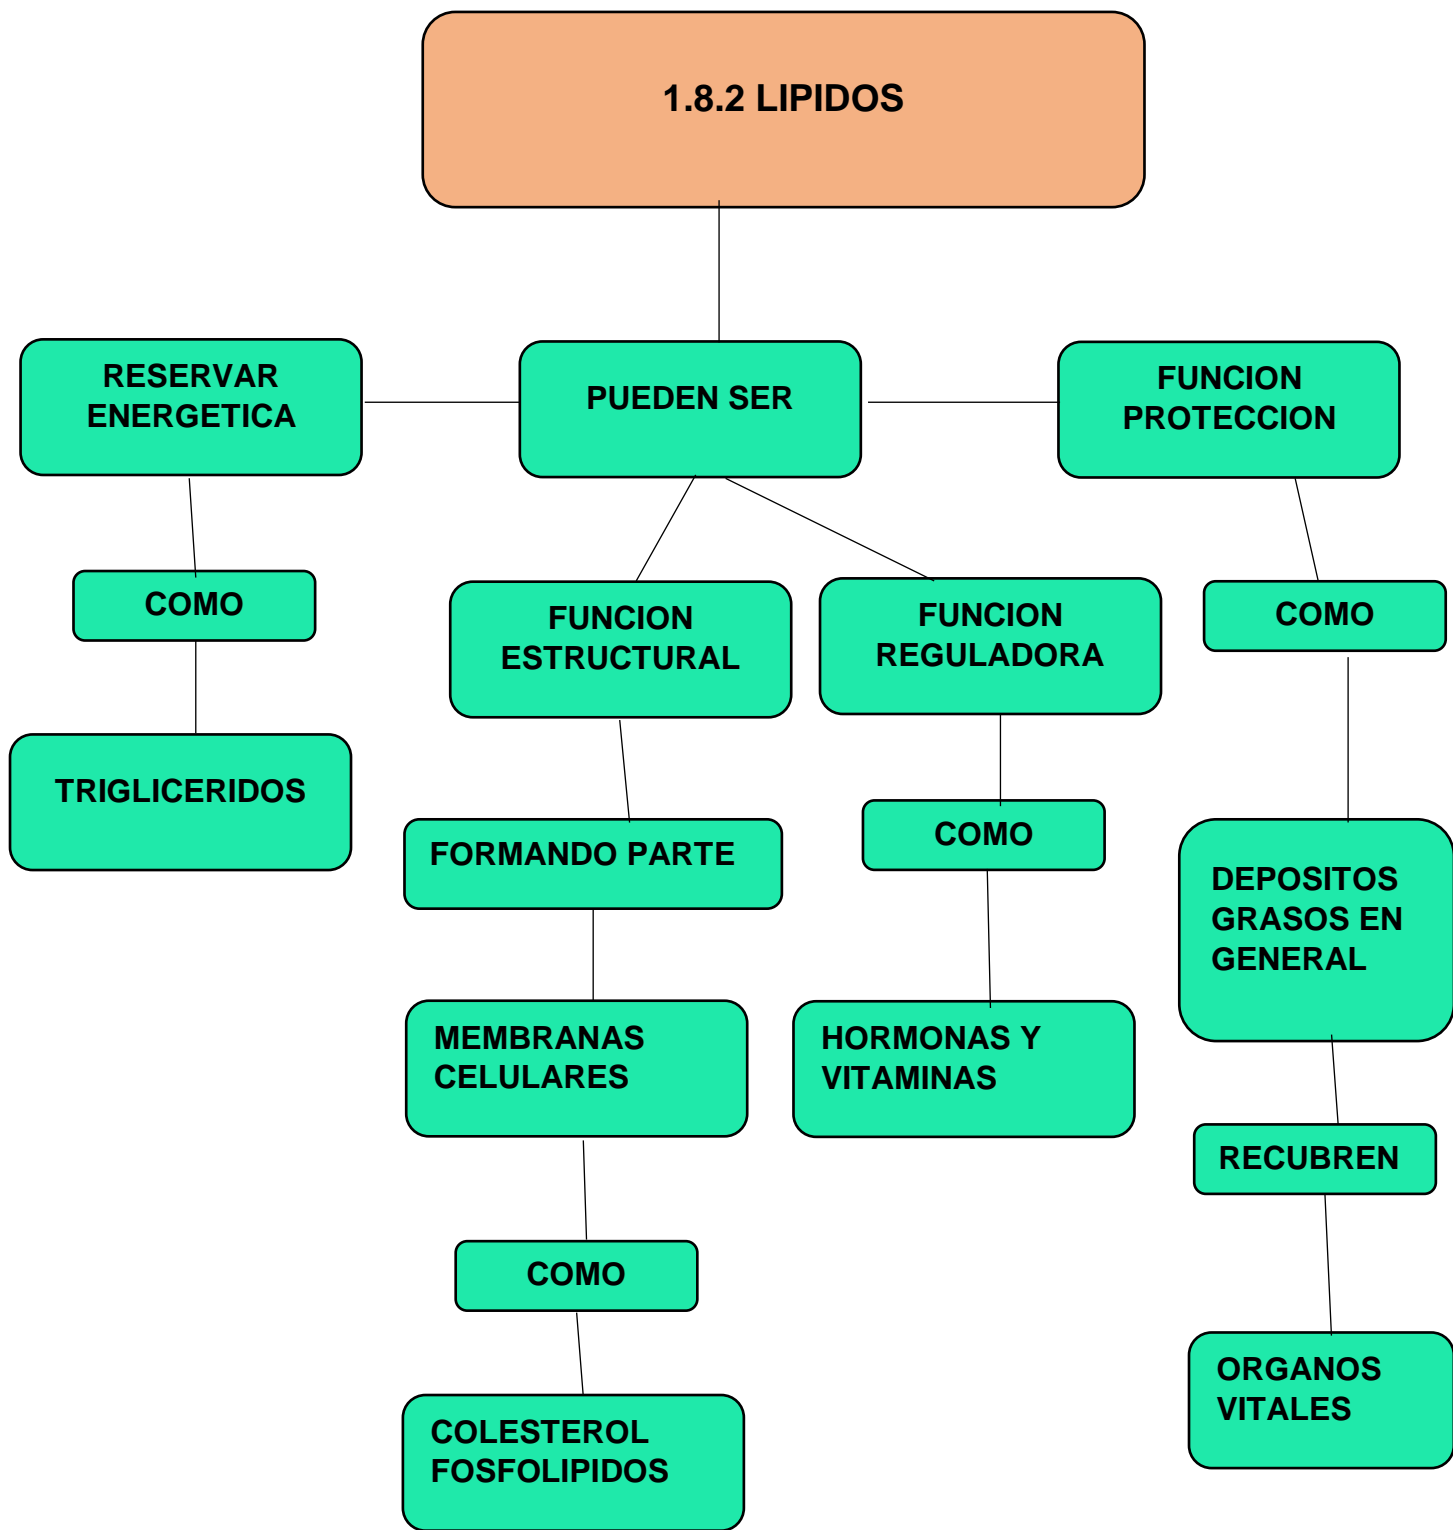 1.8.2 LIPIDOS
RESERVAR
ENERGETICA
PUEDEN SER
FUNCION
PROTECCION
COMO
FUNCION
ESTRUCTURAL
FUNCION
REGULADORA
COMO
TRIGLICERIDOS
FORMANDO PARTE
COMO
DEPOSITOS
GRASOS EN
GENERAL
MEMBRANAS
CELULARES
HORMONAS Y
VITAMINAS
RECUBREN
COMO
ORGANOS
VITALES
COLESTEROL
FOSFOLIPIDOS